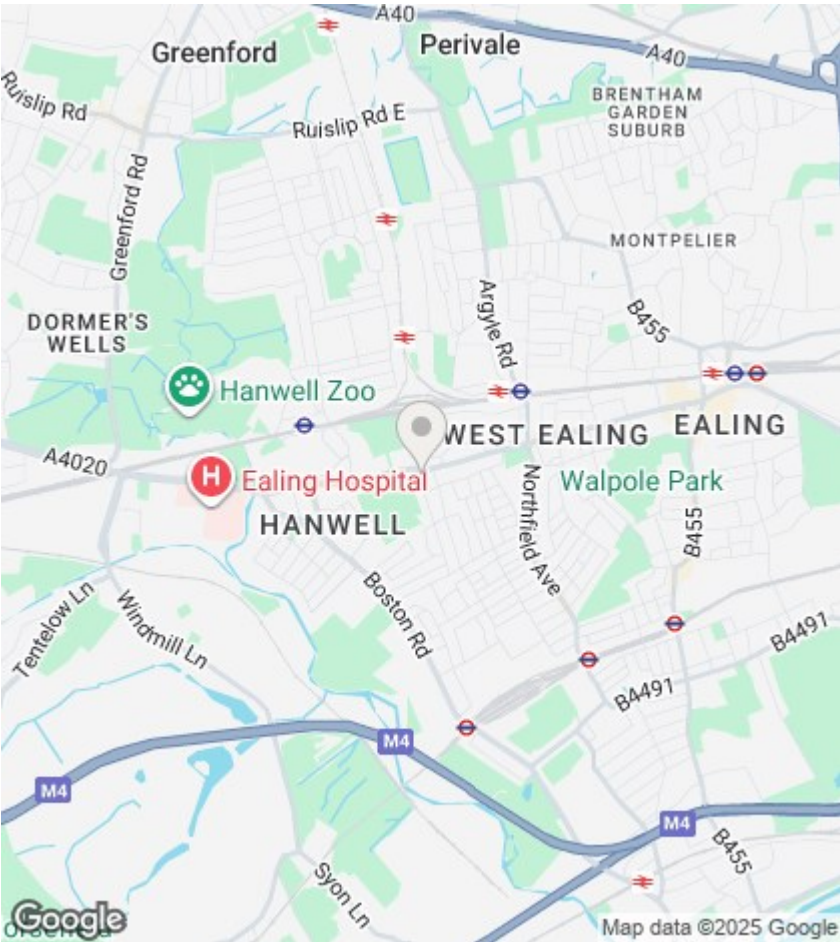 A40
Greenford
Perivale
A40
Ruislip Rd
BRENTHAM
GARDEN
SUBURB
Ruislip Rd E
Greenford Rd
MONTPELIER
Argyle Rd
B455
DORMER'S
WELLS
Hanwell Zoo
WEST EALING
EALING
A4020
H
Ealing Hospital
Walpole Park
HANWELL
Northfield Ave
B455
Boston Rd
Tentelow Ln
Windmill Ln
B4491
B4491
M4
M4
M4
B455
Syon Ln
Google
Map data ©2025 Google